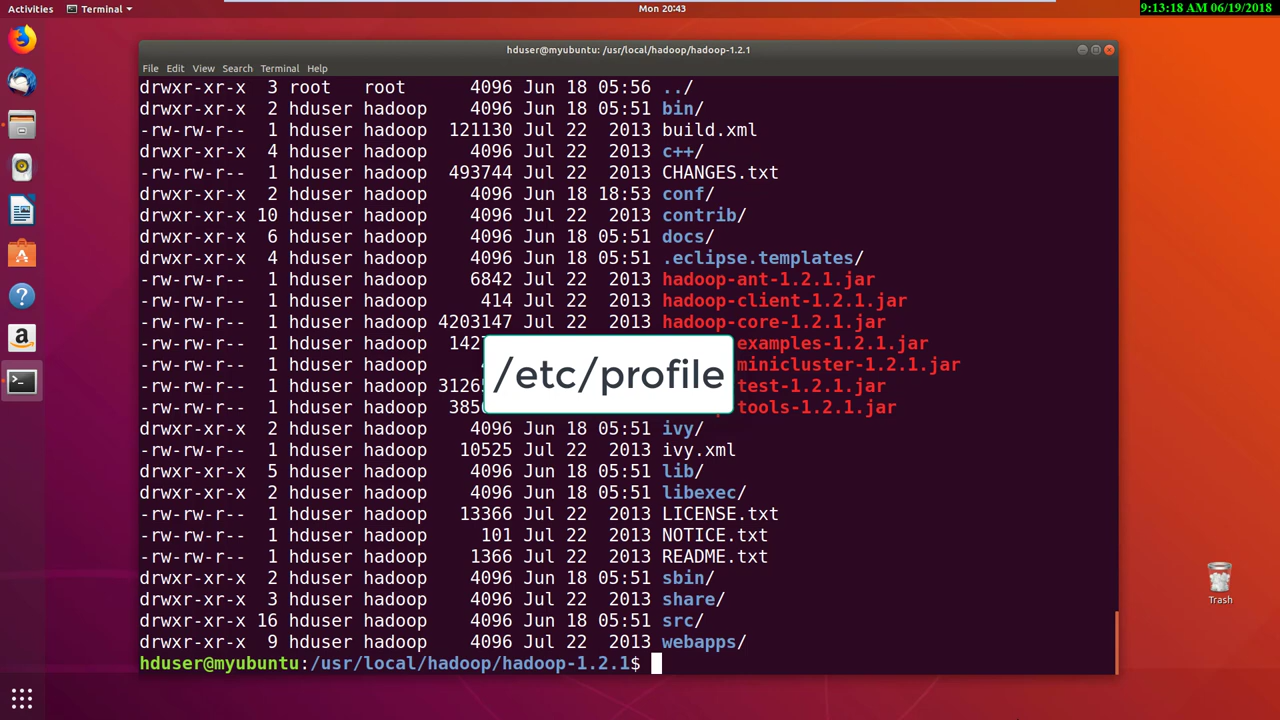 Activities Terminal Mon 20:43 9:13:18 AM 06/19/2018
hduser@myubuntu: /usr/local/hadoop/hadoop-1.2.1
File Edit View Search Terminal Help
drwxr-xr-x 3 root root 4096 Jun 18 05:56 ../
drwxr-xr-x 2 hduser hadoop 4096 Jun 18 05:51 bin/
-rw-rw-r-- 1 hduser hadoop 121130 Jul 22 2013 build.xml
drwxr-xr-x 4 hduser hadoop 4096 Jun 18 05:51 c++/
-rw-rw-r-- 1 hduser hadoop 493744 Jul 22 2013 CHANGES.txt
drwxr-xr-x 2 hduser hadoop 4096 Jun 18 18:53 conf/
drwxr-xr-x 10 hduser hadoop 4096 Jun 18 05:51 contrib/
drwxr-xr-x 6 hduser hadoop 4096 Jun 18 05:51 docs/
drwxr-xr-x 4 hduser hadoop 4096 Jun 18 05:51 .eclipse.templates/
-rw-rw-r-- 1 hduser hadoop 6842 Jul 22 2013 hadoop-ant-1.2.1.jar
-rw-rw-r-- 1 hduser hadoop 414 Jul 22 2013 hadoop-client-1.2.1.jar
-rw-rw-r-- 1 hduser hadoop 4203147 Jul 22 2013 hadoop-core-1.2.1.jar
-rw-rw-r-- 1 hduser hadoop examples-1.2.1.jar
-rw-rw-r-- 1 hduser hadoop minicluster-1.2.1.jar
-rw-rw-r-- 1 hduser hadoop test-1.2.1.jar
/etc/profile
-rw-rw-r-- 1 hduser hadoop tools-1.2.1.jar
drwxr-xr-x 2 hduser hadoop 4096 Jun 18 05:51 ivy/
-rw-rw-r-- 1 hduser hadoop 10525 Jul 22 2013 ivy.xml
drwxr-xr-x 5 hduser hadoop 4096 Jun 18 05:51 lib/
drwxr-xr-x 2 hduser hadoop 4096 Jun 18 05:51 libexec/
-rw-rw-r-- 1 hduser hadoop 13366 Jul 22 2013 LICENSE.txt
-rw-rw-r-- 1 hduser hadoop 101 Jul 22 2013 NOTICE.txt
-rw-rw-r-- 1 hduser hadoop 1366 Jul 22 2013 README.txt
drwxr-xr-x 2 hduser hadoop 4096 Jun 18 05:51 sbin/
drwxr-xr-x 3 hduser hadoop 4096 Jun 18 05:51 share/
drwxr-xr-x 16 hduser hadoop 4096 Jun 18 05:51 src/
drwxr-xr-x 9 hduser hadoop 4096 Jun 18 05:51 webapps/
hduser@myubuntu:/usr/local/hadoop/hadoop-1.2.1$
Trash